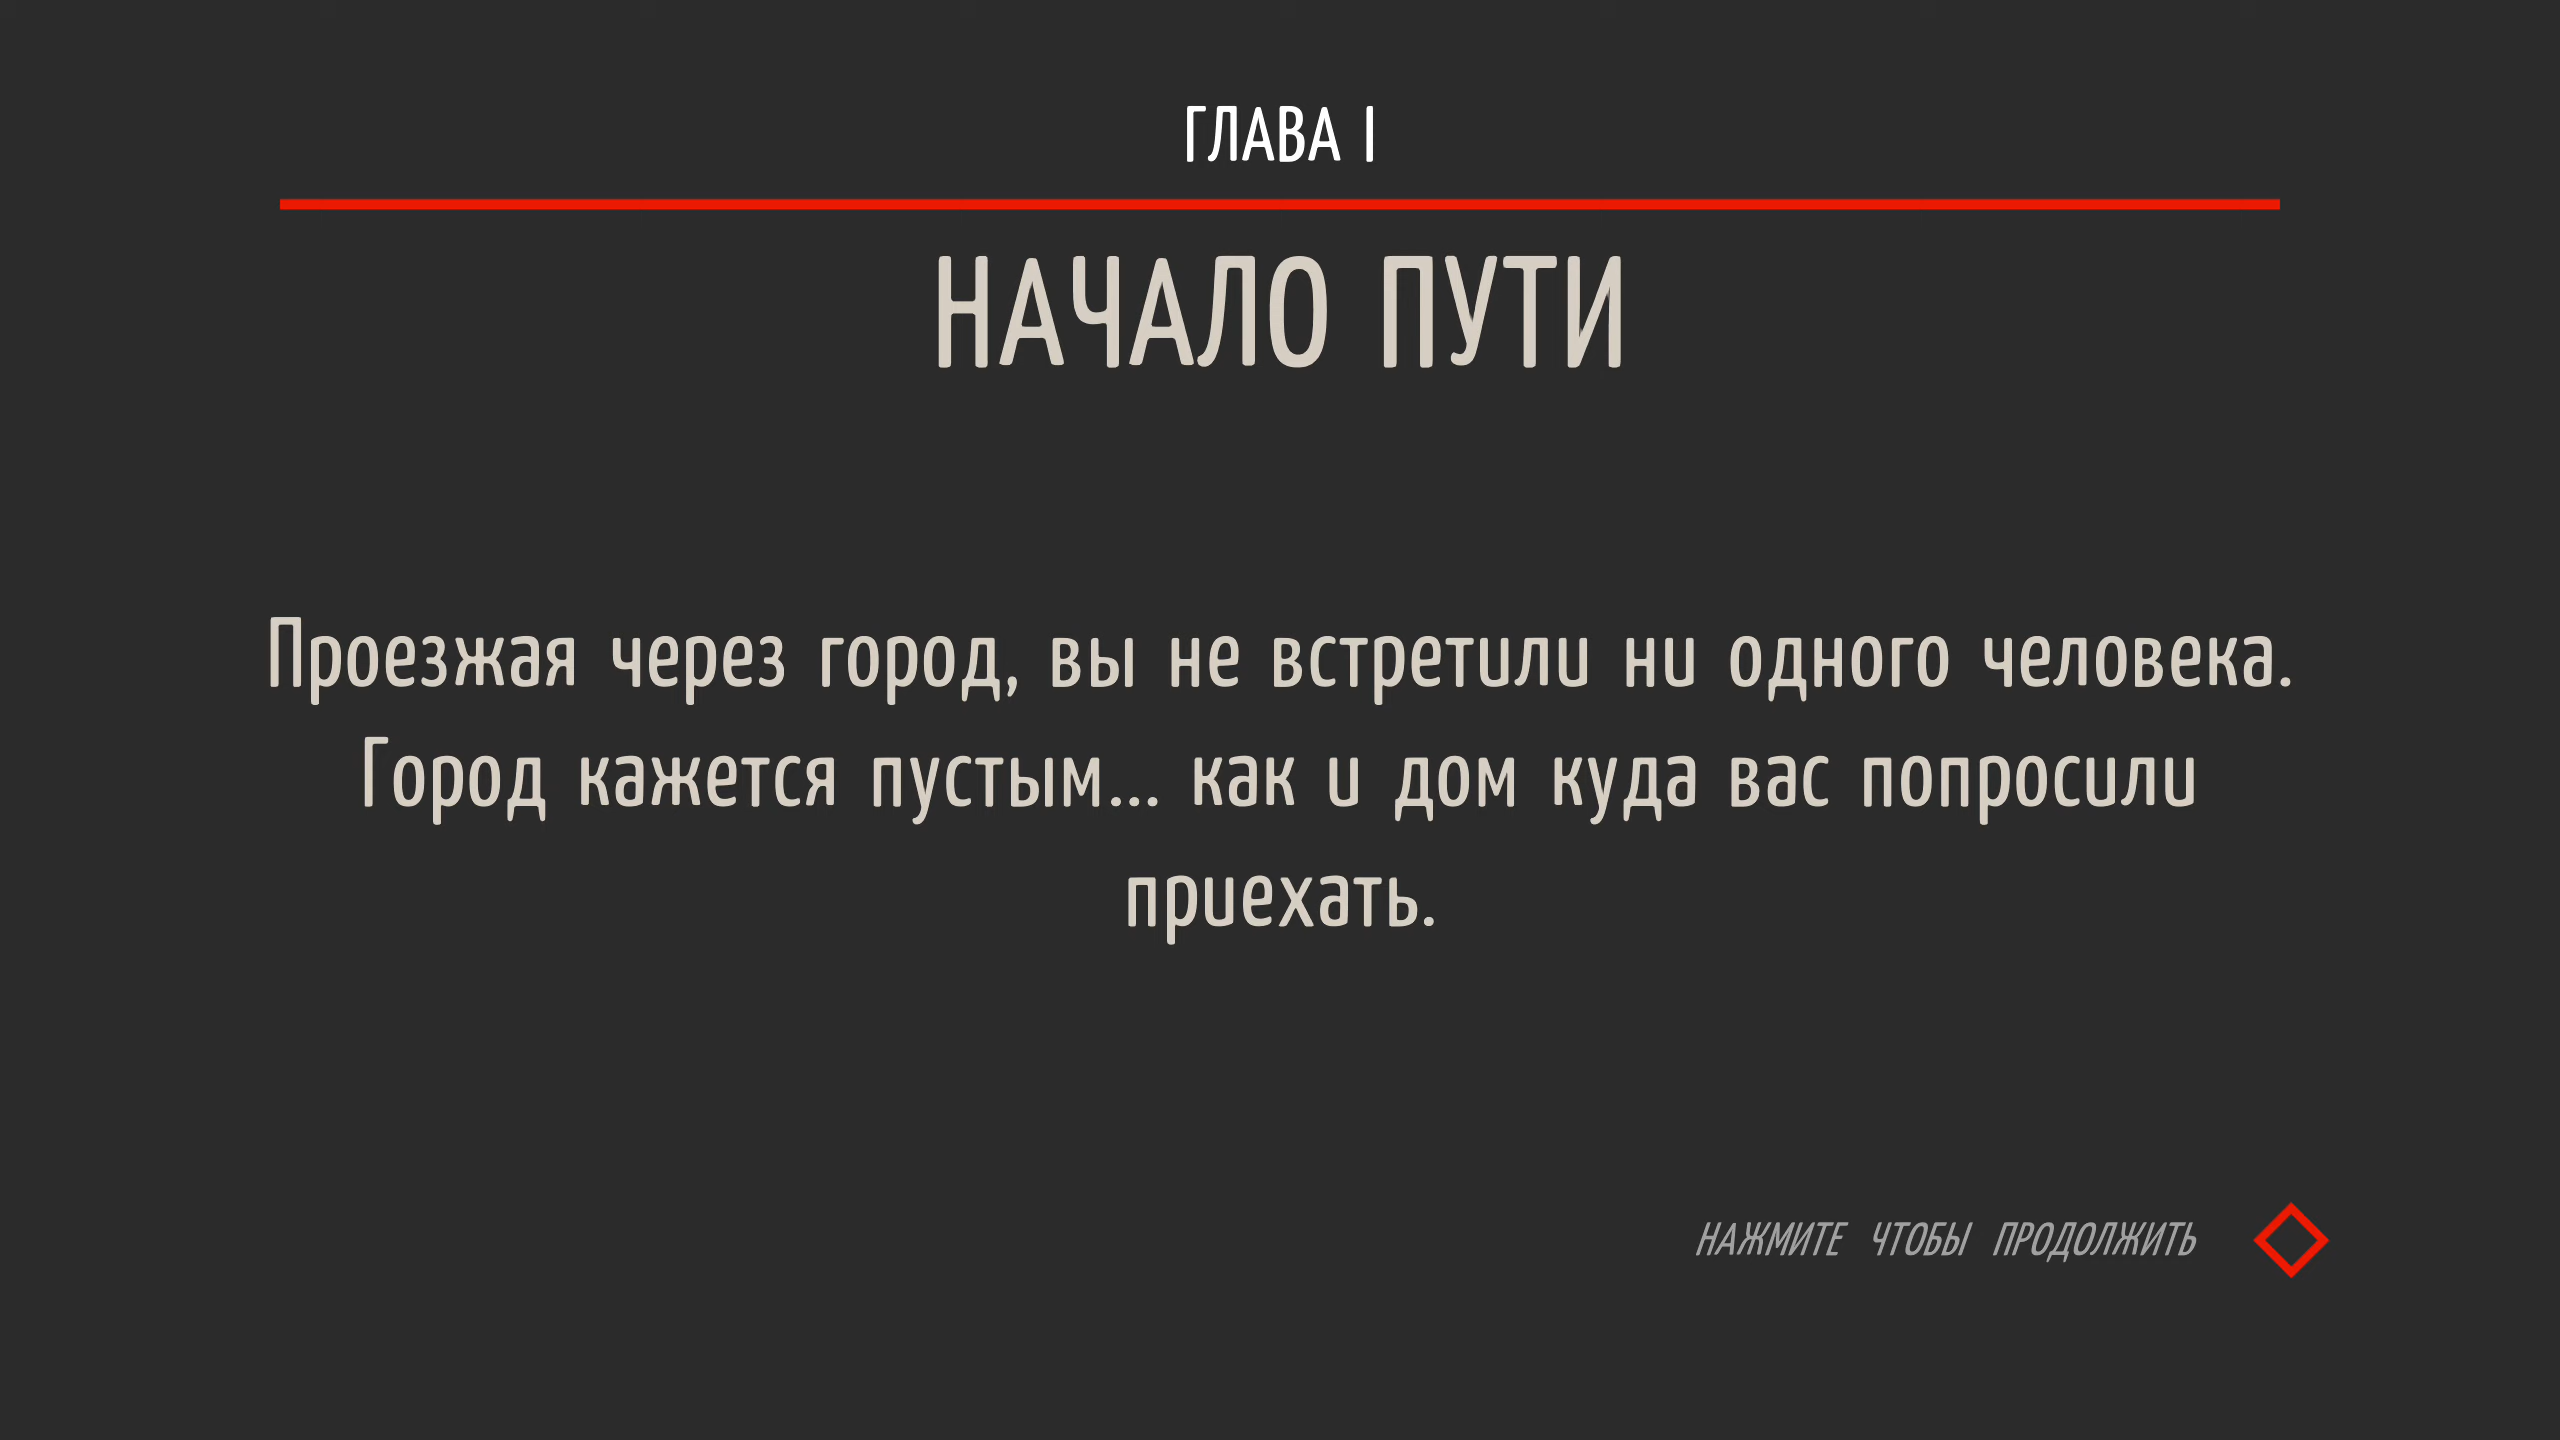 ГЛАВА I
НАЧАЛО ПУТИ
Проезжая через город, вы не встретили ни одного человека.
Город кажется пустым... как и дом куда вас попросили
приехать.
НАЖМИТЕ ЧТОБЫ ПРОДОЛЖИТЬ